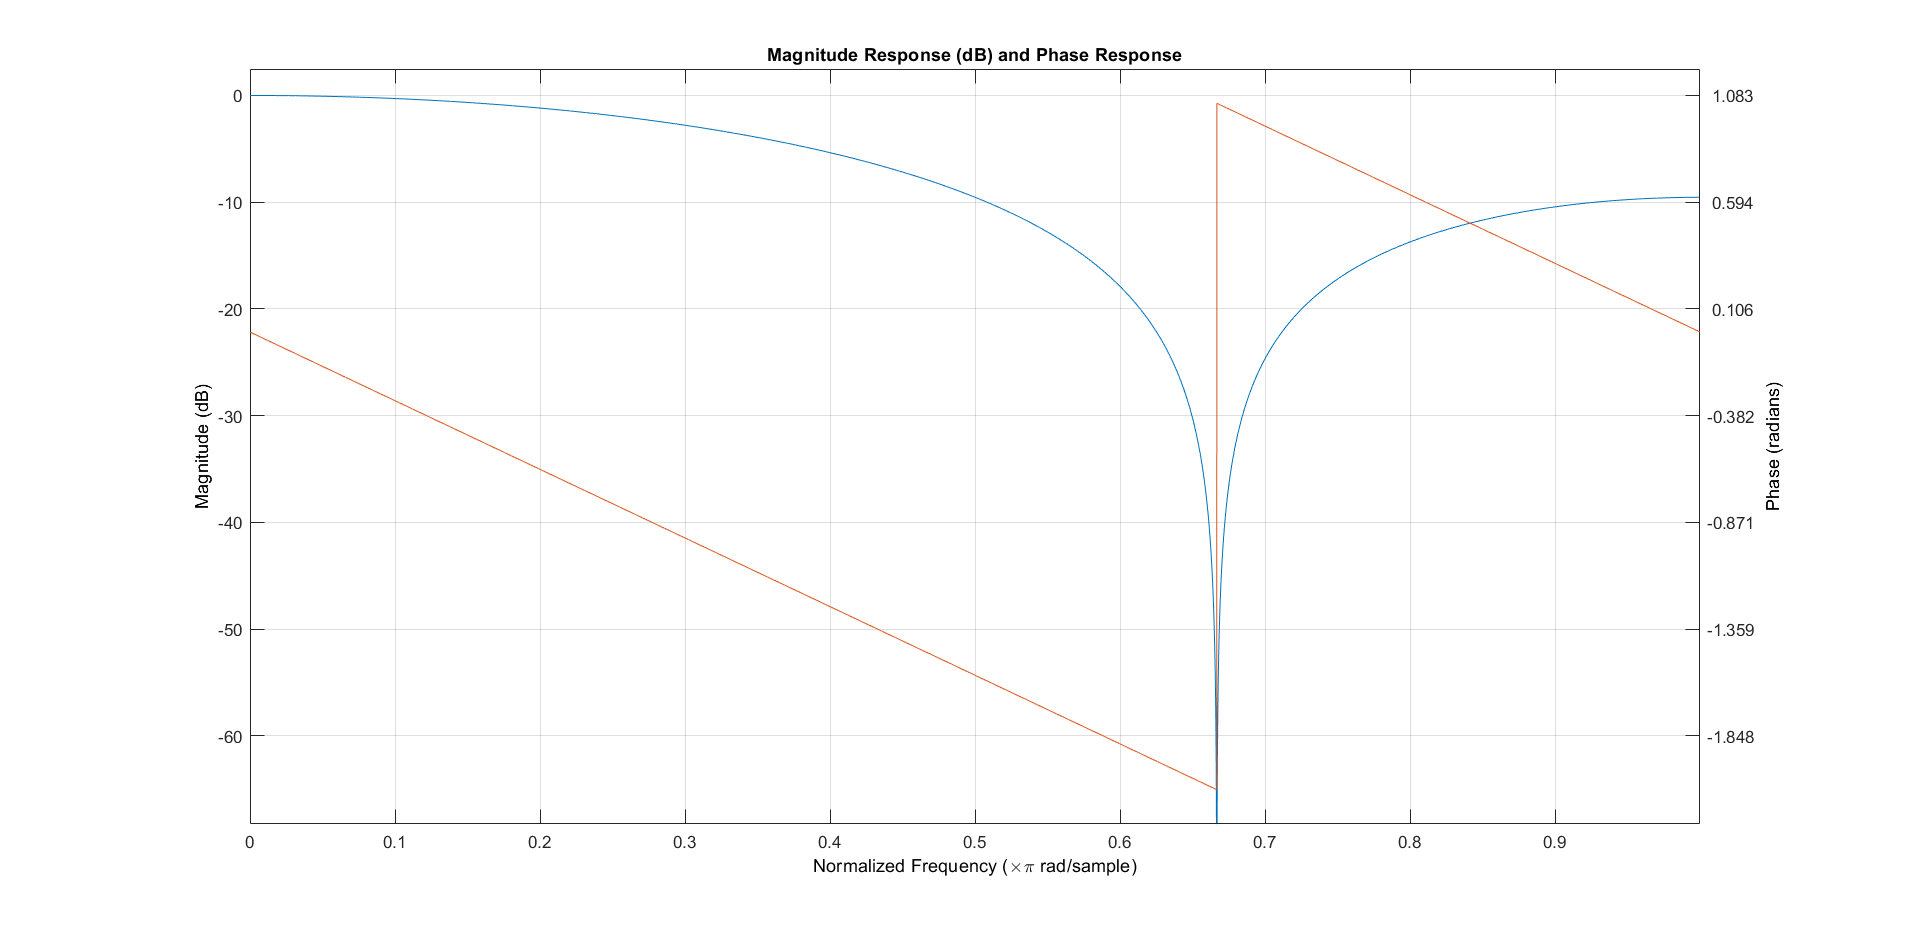 Magnitude Response (dB) and Phase Response
0
-10
-20
-30
-40
-50
-60
Magnitude (dB)
1.083
0.594
0.106
-0.382
-0.871
-1.359
-1.848
Phase (radians)
0 0.1 0.2 0.3 0.4 0.5 0.6 0.7 0.8 0.9
Normalized Frequency (×π rad/sample)